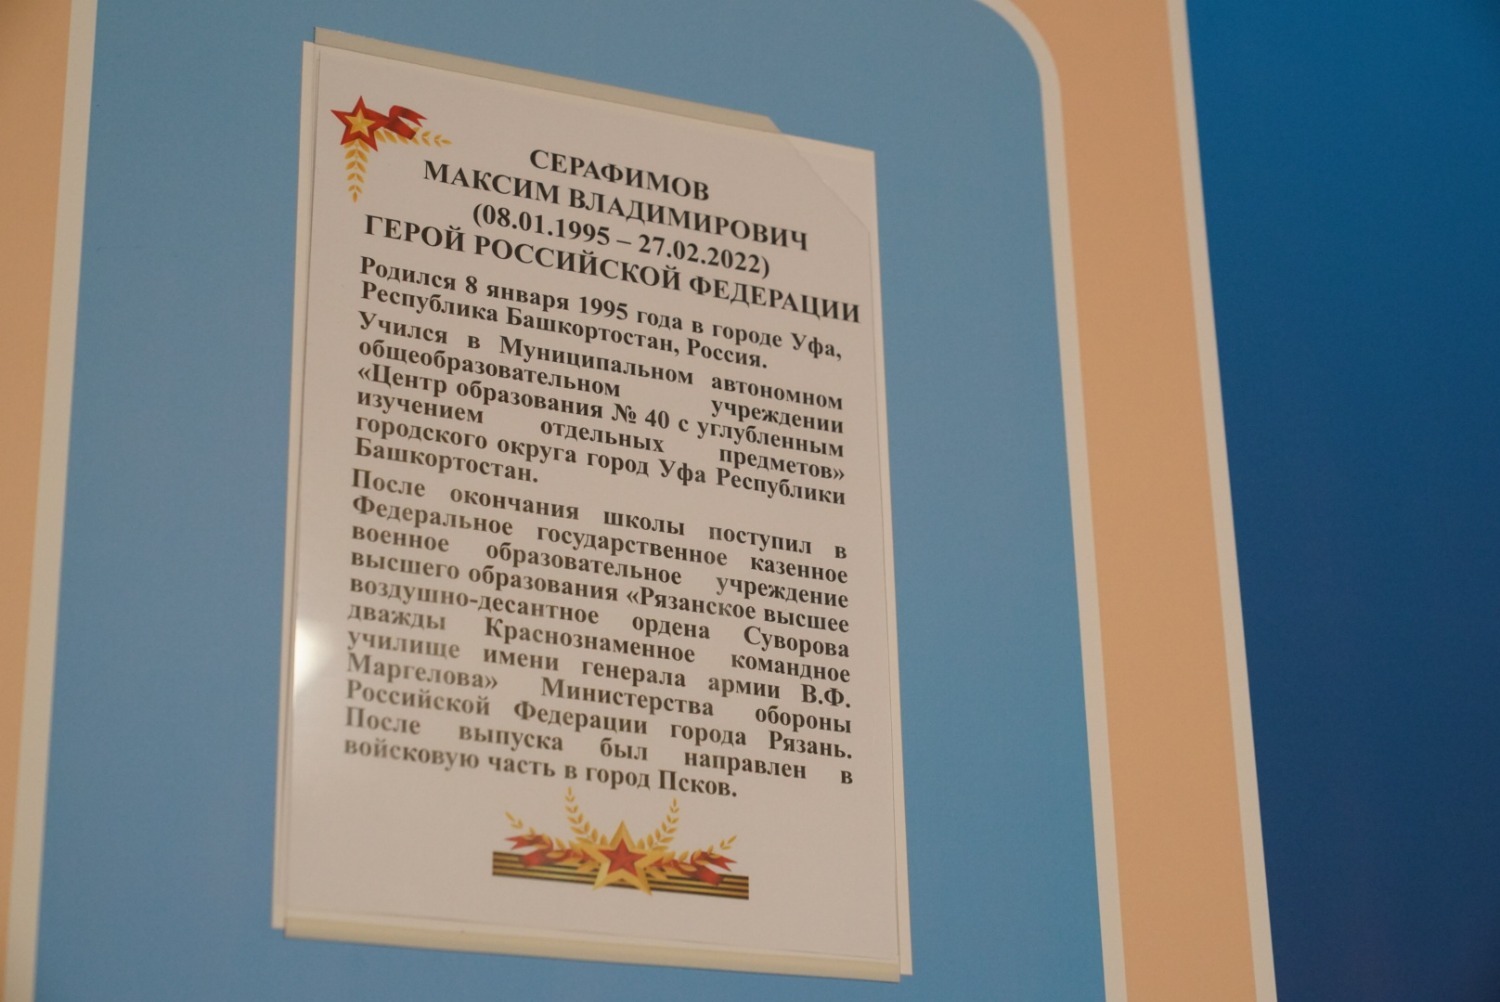 СЕРАФИМОВ
МАКСИМ ВЛАДИМИРОВИЧ
(08.01.1995 – 27.02.2022)
ГЕРОЙ РОССИЙСКОЙ ФЕДЕРАЦИИ
Родился 8 января 1995 года в городе Уфа,
Республика Башкортостан, Россия.
Учился в Муниципальном автономном
общеобразовательном учреждении
«Центр образования № 40 с углубленным
изучением отдельных предметов»
городского округа город Уфа Республики
Башкортостан.
После окончания школы поступил в
Федеральное государственное казенное
военное образовательное учреждение
высшего образования «Рязанское высшее
воздушно-десантное ордена Суворова
дважды Краснознаменное командное
училище имени генерала армии В.Ф.
Маргелова» Министерства обороны
Российской Федерации города Рязань.
После выпуска был направлен в
войсковую часть в город Псков.